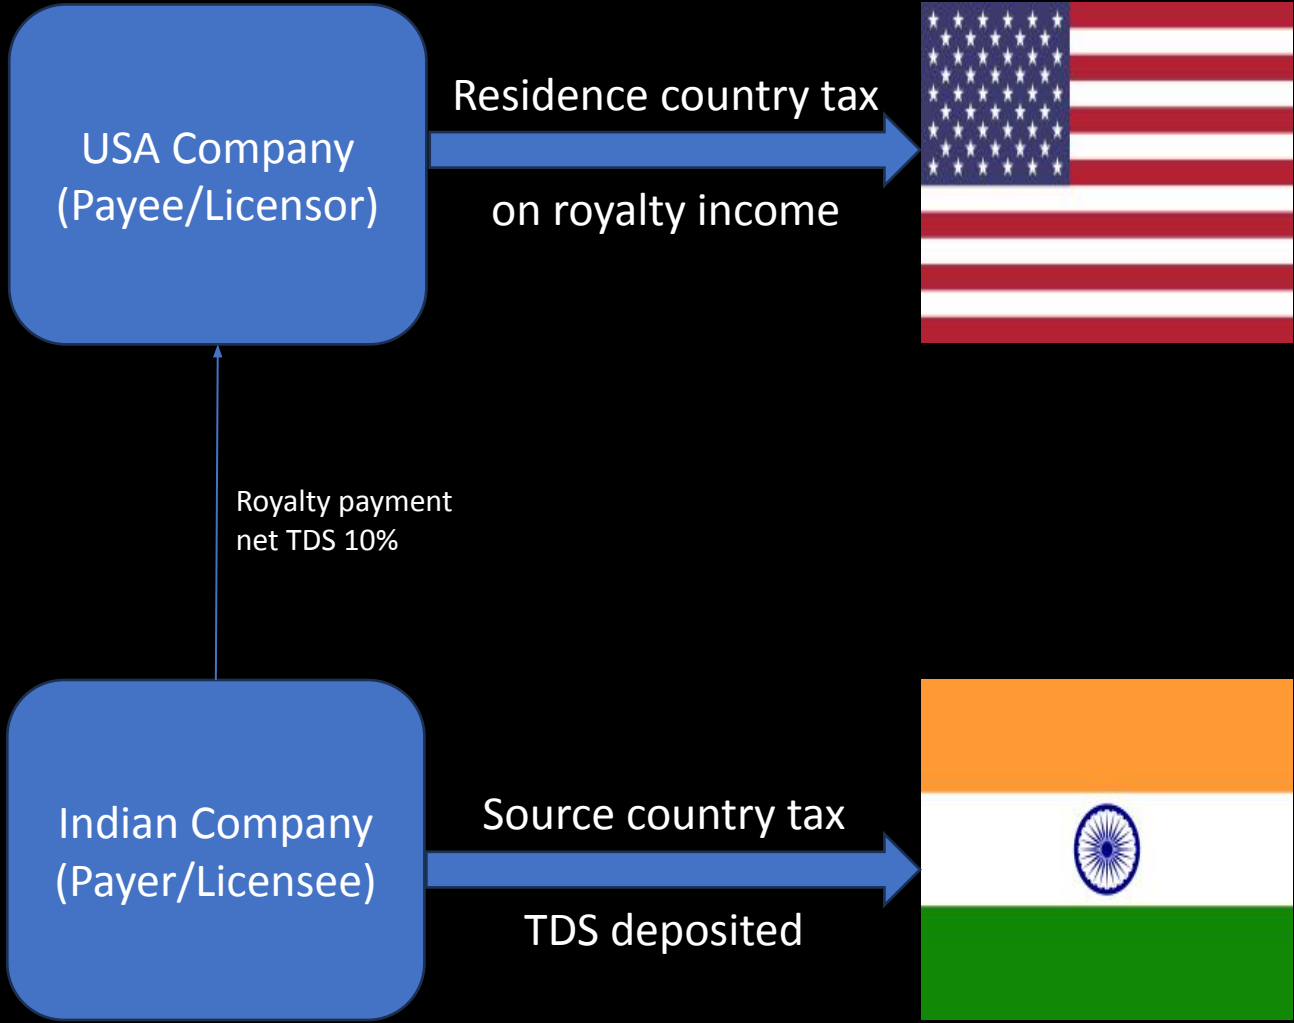 USA Company
(Payee/Licensor)
Residence country tax
on royalty income
Royalty payment
net TDS 10%
Indian Company
(Payer/Licensee)
Source country tax
TDS deposited